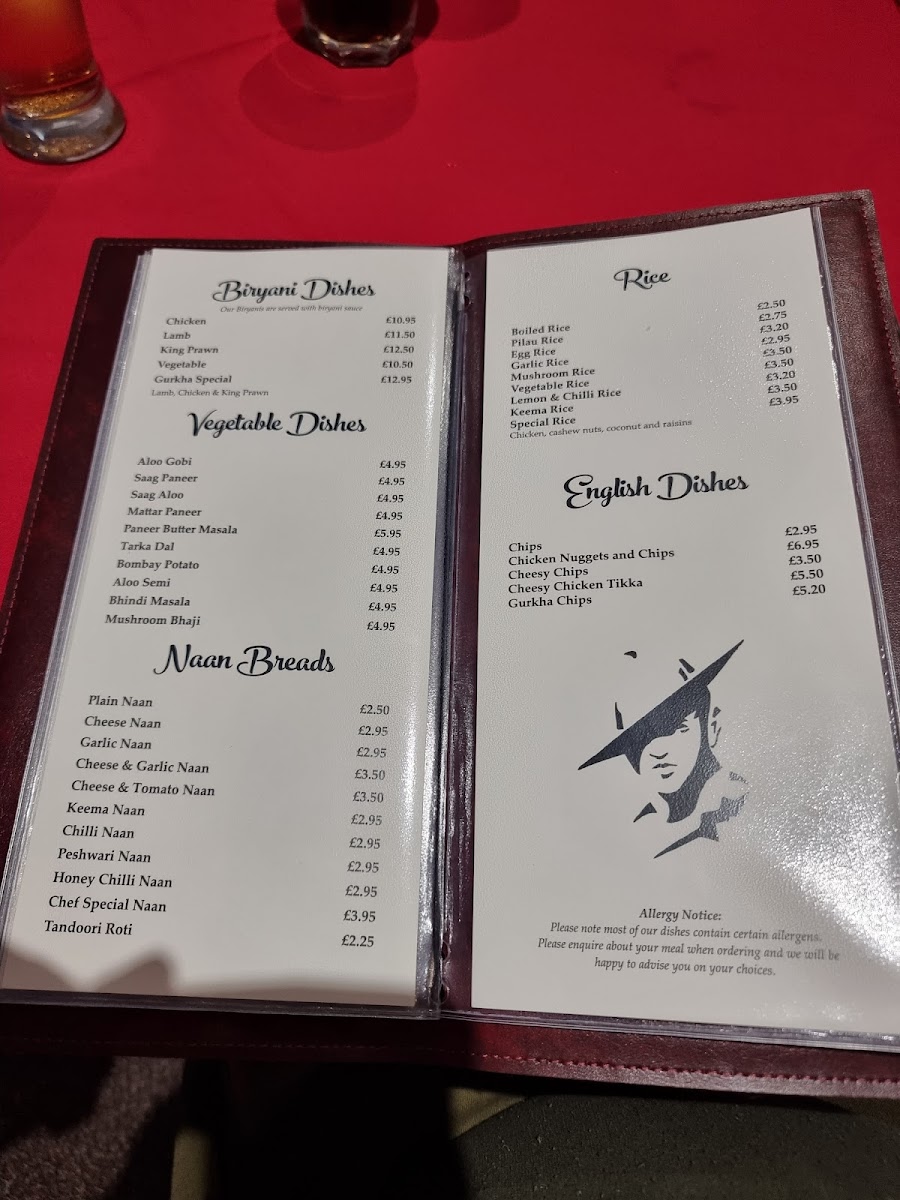 Biryani Dishes
Our Biryanis are served with biryani sauce
Chicken £10.95
Lamb £11.50
King Prawn £12.50
Vegetable £10.50
Gurkha Special £12.95
Lamb, Chicken & King Prawn
Vegetable Dishes
Aloo Gobi £4.95
Saag Paneer £4.95
Saag Aloo £4.95
Mattar Paneer £4.95
Paneer Butter Masala £5.95
Tarka Dal £4.95
Bombay Potato £4.95
Aloo Semi £4.95
Bhindi Masala £4.95
Mushroom Bhaji £4.95
Naan Breads
Plain Naan £2.50
Cheese Naan £2.95
Garlic Naan £2.95
Cheese & Garlic Naan £3.50
Cheese & Tomato Naan £3.50
Keema Naan £2.95
Chilli Naan £2.95
Peshwari Naan £2.95
Honey Chilli Naan £2.95
Chef Special Naan £3.95
Tandoori Roti £2.25
Rice
Boiled Rice £2.50
Pilau Rice £2.75
Egg Rice £3.20
Garlic Rice £2.95
Mushroom Rice £3.50
Vegetable Rice £3.50
Lemon & Chilli Rice £3.20
Keema Rice £3.50
Special Rice £3.95
Chicken, cashew nuts, coconut and raisins
English Dishes
Chips £2.95
Chicken Nuggets and Chips £6.95
Cheesy Chips £3.50
Cheesy Chicken Tikka £5.50
Gurkha Chips £5.20
Allergy Notice:
Please note most of our dishes contain certain allergens.
Please enquire about your meal when ordering and we will be
happy to advise you on your choices.